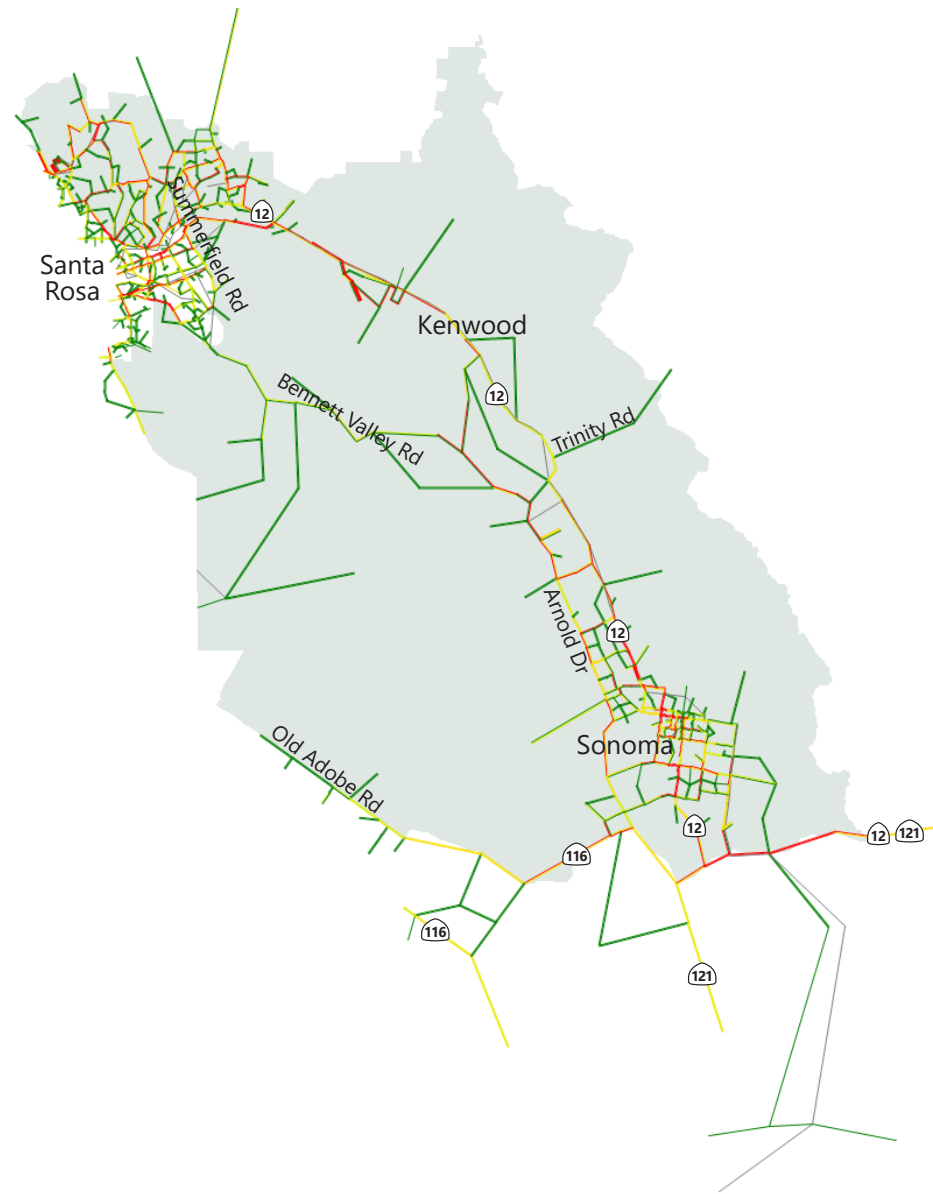 Summerfield Rd
12
Santa
Rosa
Kenwood
12
Bennett Valley Rd
Trinity Rd
Arnold Dr
12
Sonoma
Old Adobe Rd
12
12
121
116
116
121